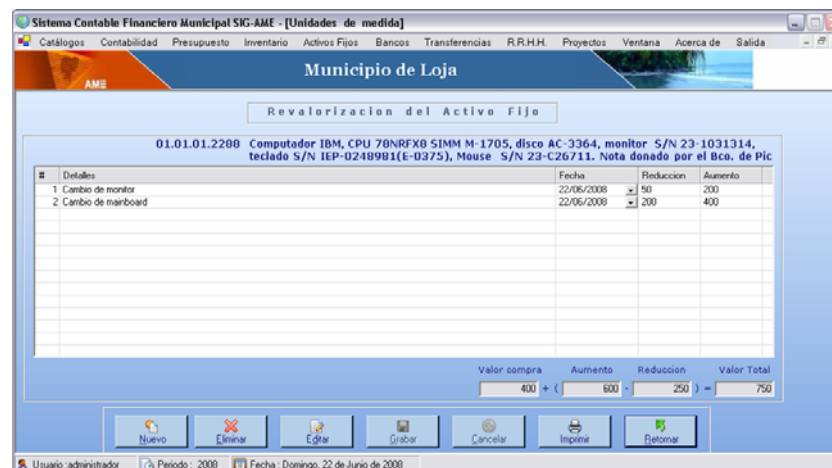 Sistema Contable Financiero Municipal SIG-AME - [Unidades de medida]
Catálogos Contabilidad Presupuesto Inventario Activos Fijos Bancos Transferencias R.R.H.H. Proyectos Ventana Acerca de Salida
AME
Municipio de Loja
Revalorizacion del Activo Fijo
01.01.01.2288 Computador IBM, CPU 78NRFX8 SIMM M-1705, disco AC-3364, monitor S/N 23-1031314,
teclado S/N IEP-0248981(E-0375), Mouse S/N 23-C26711. Nota donado por el Bco. de Pic
# Detalles Fecha Reduccion Aumento
1 Cambio de monitor 22/06/2008 50 200
2 Cambio de mainboard 22/06/2008 200 400
Valor compra Aumento Reduccion Valor Total
400 + ( 600 - 250 ) = 750
Nuevo Eliminar Editar Grabar Cancelar Imprimir Retornar
Usuario :administrador Periodo : 2008 Fecha : Domingo, 22 de Junio de 2008